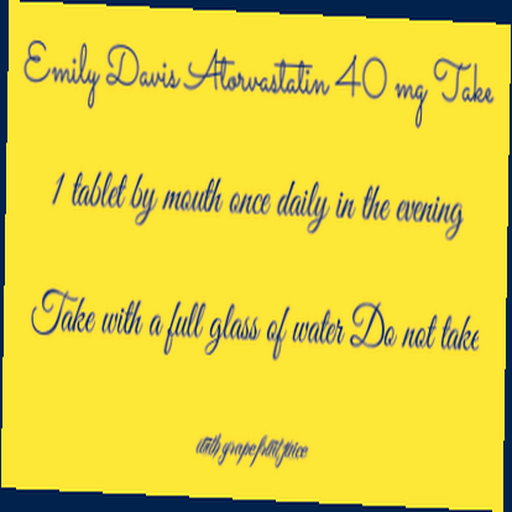 Emily Davis Atorvastatin 40 mg Take
1 tablet by mouth once daily in the evening
Take with a full glass of water Do not take
with grapefruit juice